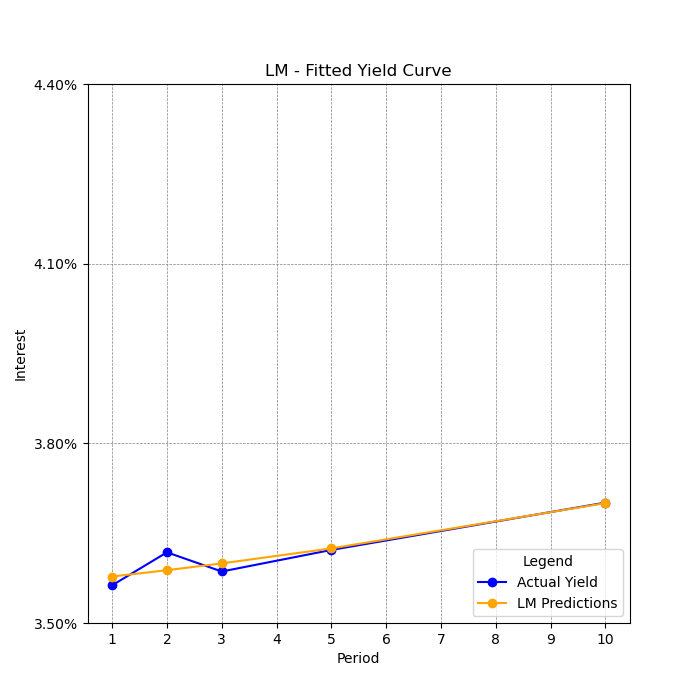 LM - Fitted Yield Curve
4.40%
4.10%
3.80%
3.50%
Interest
1 2 3 4 5 6 7 8 9 10
Period
Legend
Actual Yield
LM Predictions